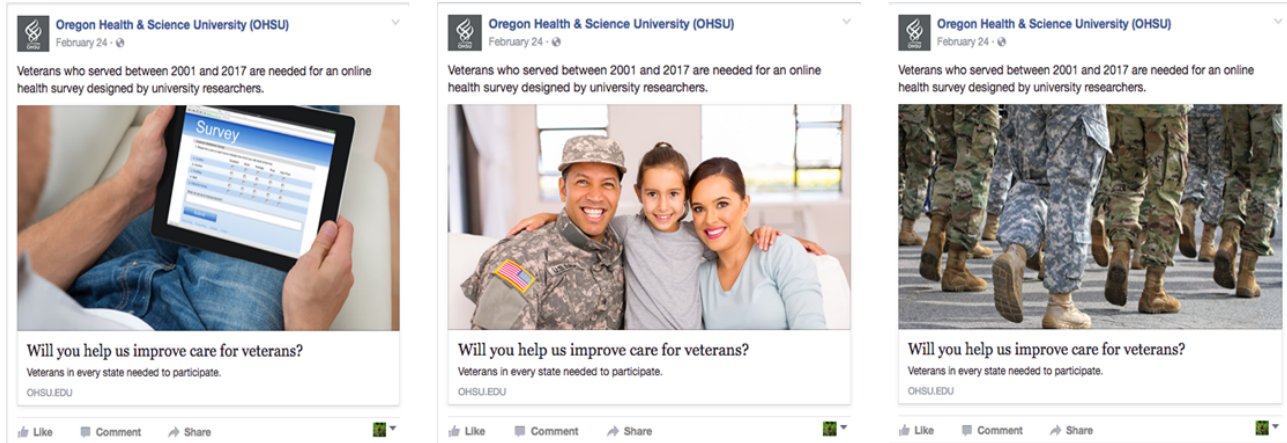 Oregon Health & Science University (OHSU)
February 24 ·
Veterans who served between 2001 and 2017 are needed for an online
health survey designed by university researchers.
Survey
Will you help us improve care for veterans?
Veterans in every state needed to participate.
OHSU.EDU
Like Comment Share
Oregon Health & Science University (OHSU)
February 24 ·
Veterans who served between 2001 and 2017 are needed for an online
health survey designed by university researchers.
Will you help us improve care for veterans?
Veterans in every state needed to participate.
OHSU.EDU
Like Comment Share
Oregon Health & Science University (OHSU)
February 24 ·
Veterans who served between 2001 and 2017 are needed for an online
health survey designed by university researchers.
Will you help us improve care for veterans?
Veterans in every state needed to participate.
OHSU.EDU
Like Comment Share